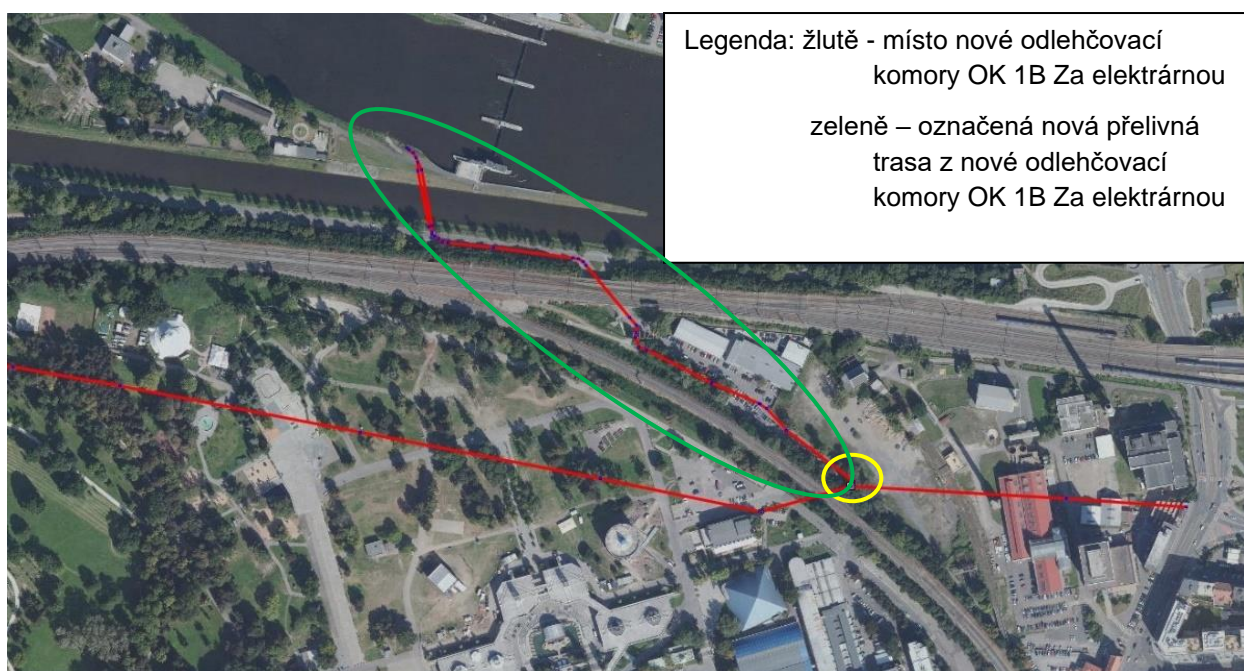 Legenda: žlutě - místo nové odlehčovací
komory OK 1B Za elektrárnou
zeleně – označená nová přelivná
trasa z nové odlehčovací
komory OK 1B Za elektrárnou